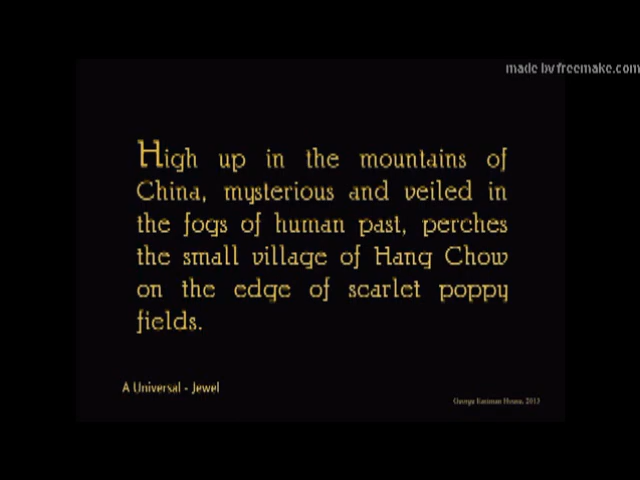 made by freemake.com
High up in the mountains of
China, mysterious and veiled in
the fogs of human past, perches
the small village of Hang Chow
on the edge of scarlet poppy
fields.
A Universal - Jewel
George Eastman House, 2013